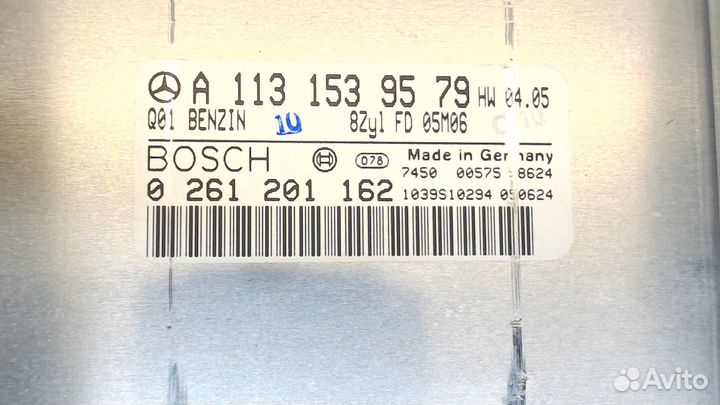 A 113 153 95 79 HW 04.05
Q01 BENZIN 10 8Zyl FD 05M06
BOSCH 078 Made in Germany
7450 00575 8624
0 261 201 162 1039S10294 050624
Avito